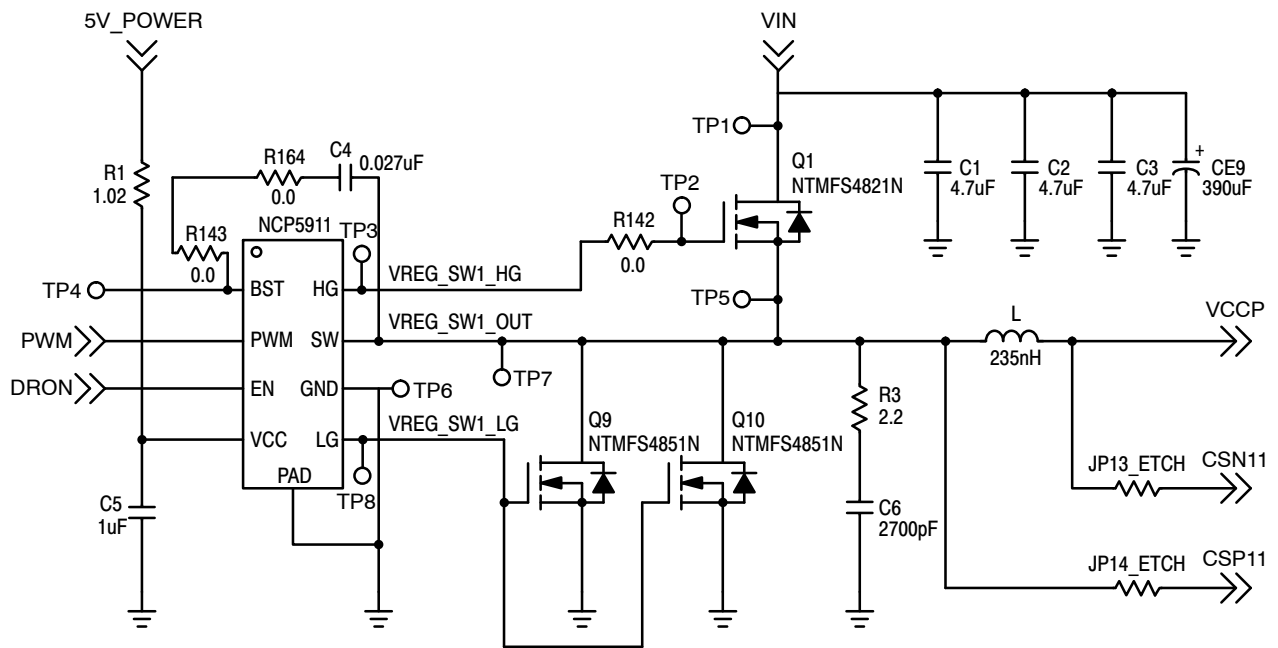 5V_POWER
VIN
TP1
R1
1.02
R164
0.0
C4
0.027uF
Q1
NTMFS4821N
C1
4.7uF
C2
4.7uF
C3
4.7uF
+
CE9
390uF
R143
0.0
NCP5911
TP3
R142
0.0
TP2
TP4
BST
HG
VREG_SW1_HG
TP5
PWM
PWM
SW
VREG_SW1_OUT
L
235nH
VCCP
DRON
EN
GND
TP6
TP7
VCC
LG
VREG_SW1_LG
PAD
TP8
Q9
NTMFS4851N
Q10
NTMFS4851N
R3
2.2
C5
1uF
C6
2700pF
JP13_ETCH
CSN11
JP14_ETCH
CSP11